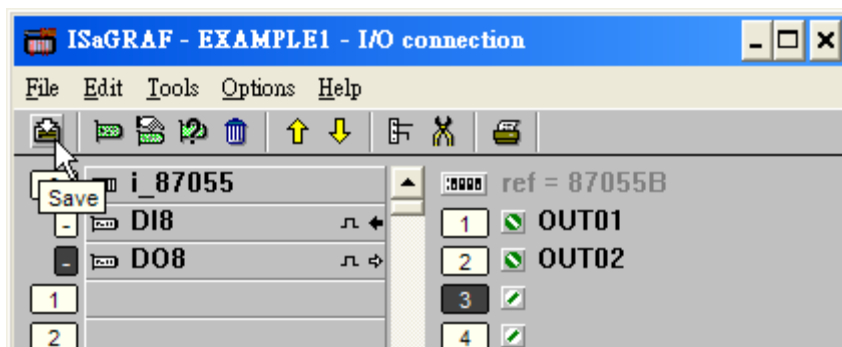 ISaGRAF - EXAMPLE1 - I/O connection
File Edit Tools Options Help
i_87055
ref = 87055B
Save
- DI8
1 OUT01
- DO8
2 OUT02
1
3
2
4